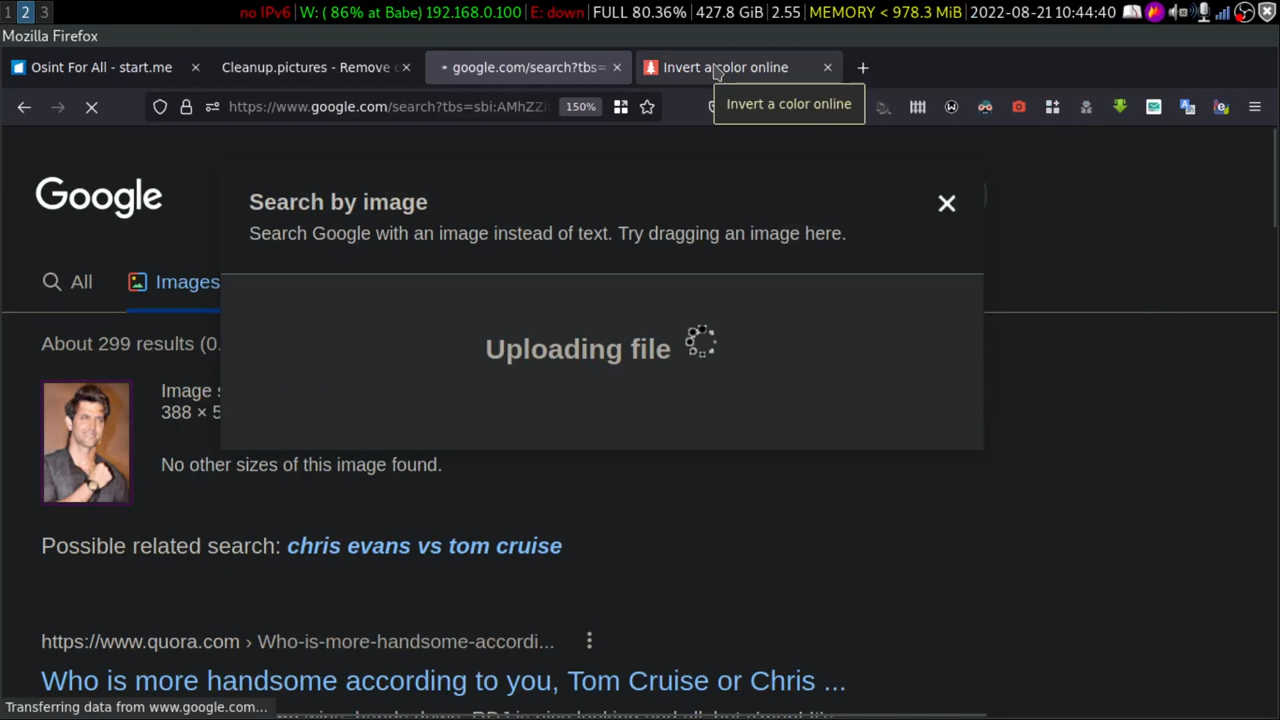 1 2 3 no IPv6| W: ( 86% at Babe) 192.168.0.100| E: down| FULL 80.36%| 427.8 GiB| 2.55| MEMORY < 978.3 MiB| 2022-08-21 10:44:40
Mozilla Firefox
Osint For All - start.me Cleanup.pictures - Remove google.com/search?tbs= Invert a color online
https://www.google.com/search?tbs=sbi:AMhZZi 150% Invert a color online
Google
Search by image
Search Google with an image instead of text. Try dragging an image here.
All Images
Uploading file
About 299 results (0.
Image s
388 × 5
No other sizes of this image found.
Possible related search: chris evans vs tom cruise
https://www.quora.com › Who-is-more-handsome-accordi...
Who is more handsome according to you, Tom Cruise or Chris ...
Transferring data from www.google.com...